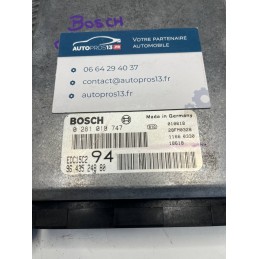 BOSCH
AUTOPROS13.FR
VOTRE PARTENAIRE
AUTOMOBILE
06 64 29 40 37
contact@autopros13.fr
autopros13.fr
BOSCH
Made in Germany
0 281 010 747
EDC15C2
94
96 435 248 80